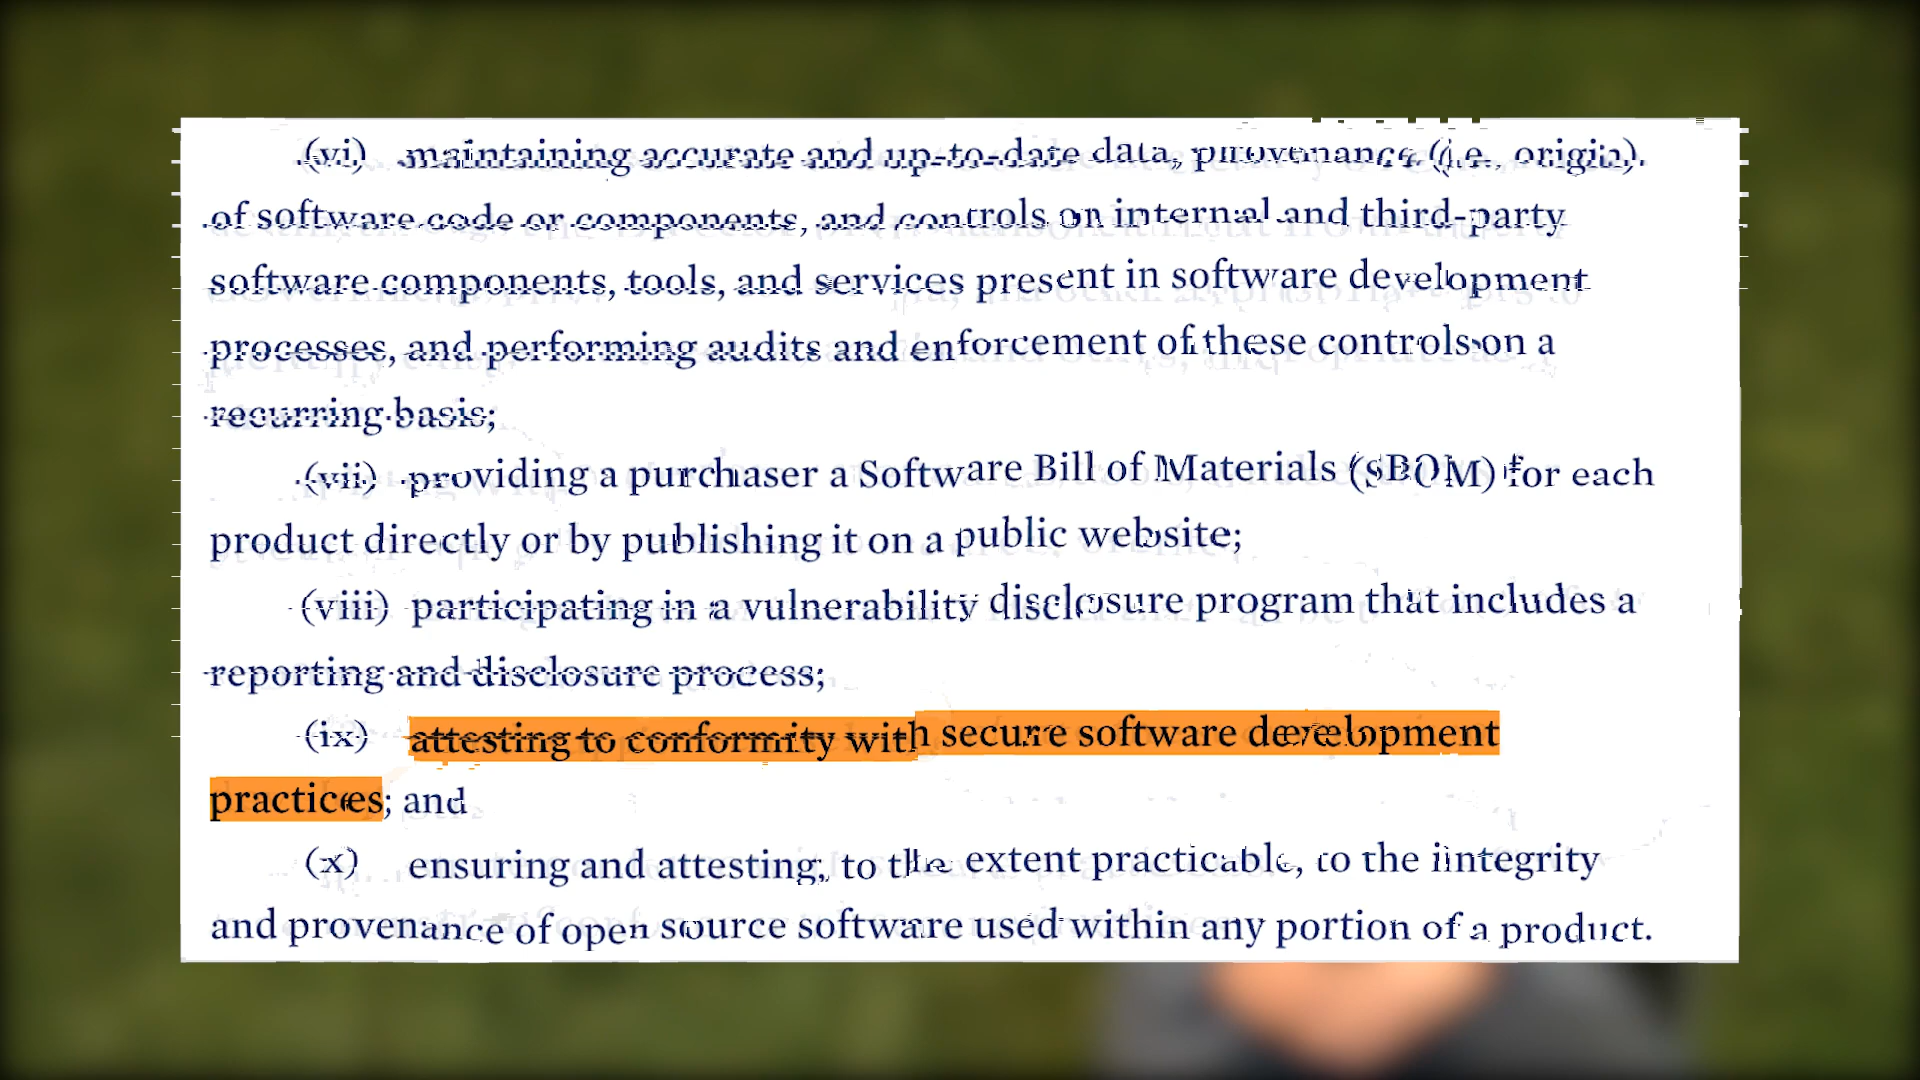 (vi) maintaining accurate and up-to-date data, provenance (i.e., origin)
of software code or components, and controls on internal and third-party
software components, tools, and services present in software development
processes, and performing audits and enforcement of these controls on a
recurring basis;
(vii) providing a purchaser a Software Bill of Materials (SBOM) for each
product directly or by publishing it on a public website;
(viii) participating in a vulnerability disclosure program that includes a
reporting and disclosure process;
(ix) attesting to conformity with secure software development
practices; and
(x) ensuring and attesting, to the extent practicable, to the integrity
and provenance of open source software used within any portion of a product.